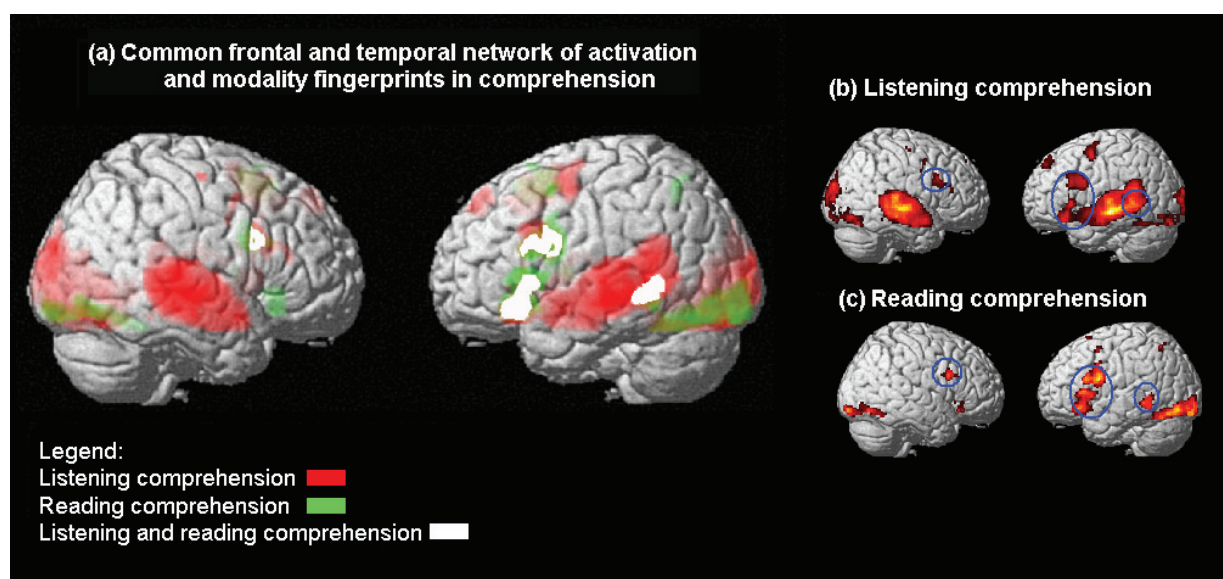 (a) Common frontal and temporal network of activation
and modality fingerprints in comprehension
(b) Listening comprehension
(c) Reading comprehension
Legend:
Listening comprehension
Reading comprehension
Listening and reading comprehension